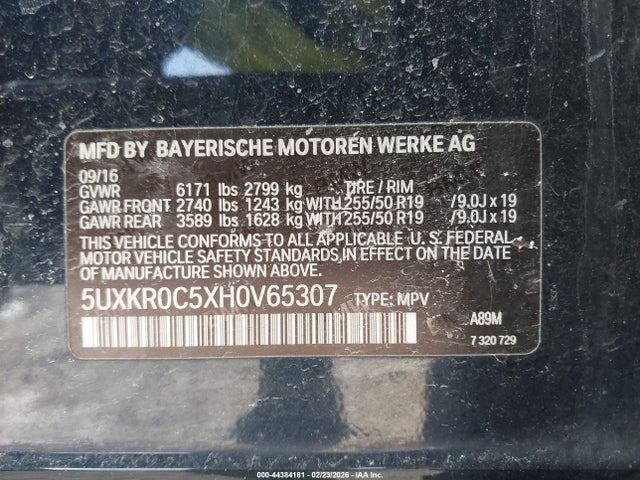 MFD BY BAYERISCHE MOTOREN WERKE AG
09/16
GVWR 6171 lbs 2799 kg TIRE / RIM
GAWR FRONT 2740 lbs 1243 kg WITH 255/50 R19 /9.0J x 19
GAWR REAR 3589 lbs 1628 kg WITH 255/50 R19 /9.0J x 19
THIS VEHICLE CONFORMS TO ALL APPLICABLE U. S. FEDERAL
MOTOR VEHICLE SAFETY STANDARDS,IN EFFECT ON THE DATE
OF MANUFACTURE SHOWN ABOVE.
5UXKR0C5XH0V65307 TYPE: MPV
A89M
7 320 729
000-44384181 - 02/23/2026 - IAA Inc.